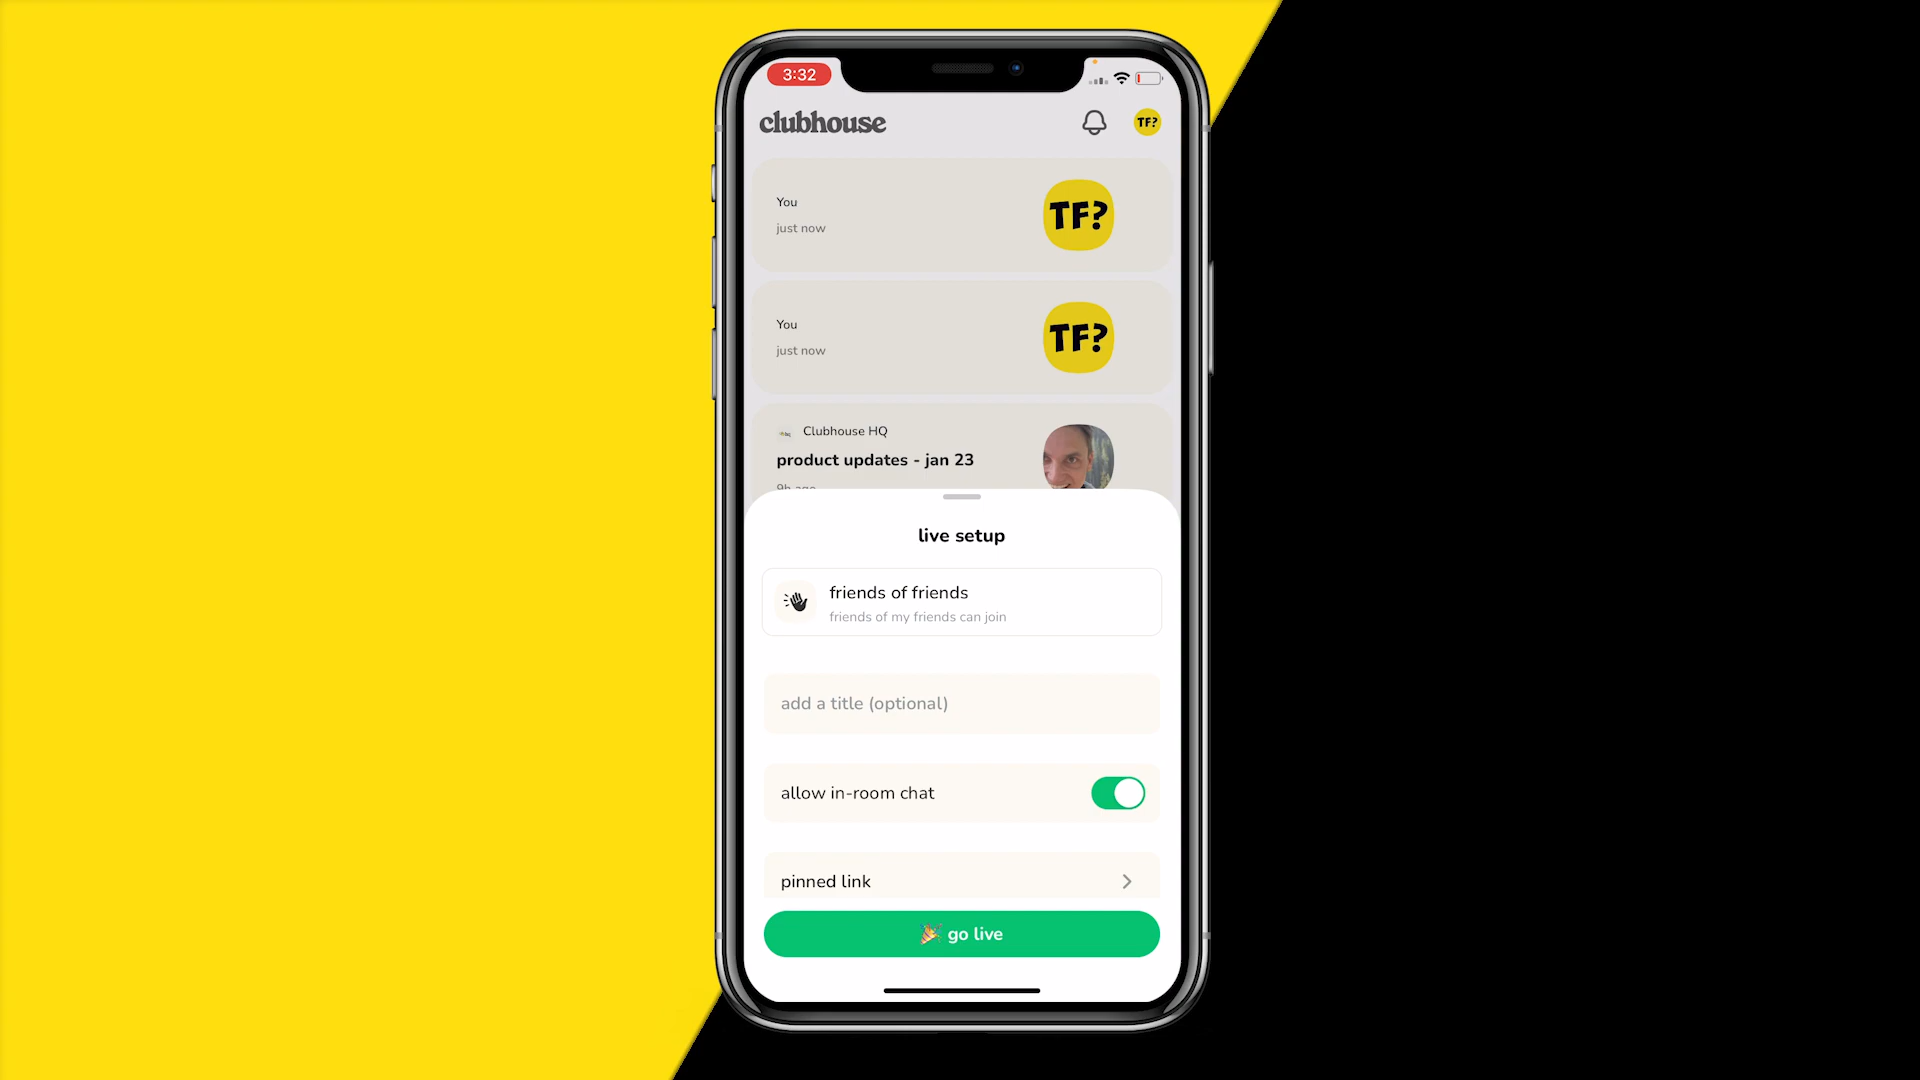 3:32
clubhouse
TF?
You
just now
TF?
You
just now
TF?
Clubhouse HQ
product updates - jan 23
9h ago
live setup
friends of friends
friends of my friends can join
add a title (optional)
allow in-room chat
pinned link
go live